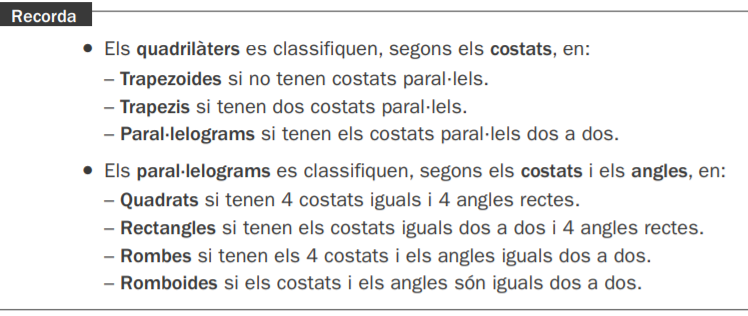 Recorda
● Els quadrilàters es classifiquen, segons els costats, en:
– Trapezoides si no tenen costats paral·lels.
– Trapezis si tenen dos costats paral·lels.
– Paral·lelograms si tenen els costats paral·lels dos a dos.
● Els paral·lelograms es classifiquen, segons els costats i els angles, en:
– Quadrats si tenen 4 costats iguals i 4 angles rectes.
– Rectangles si tenen els costats iguals dos a dos i 4 angles rectes.
– Rombes si tenen els 4 costats i els angles iguals dos a dos.
– Romboides si els costats i els angles són iguals dos a dos.